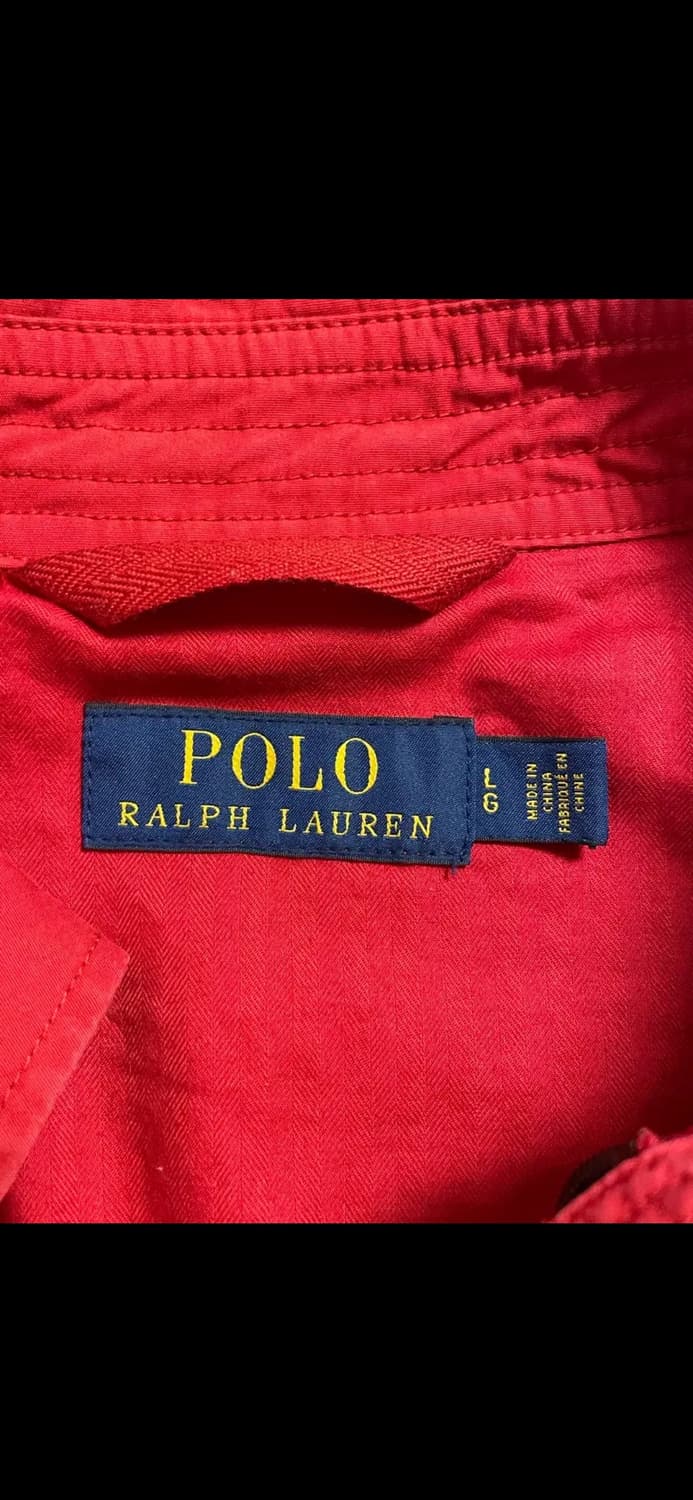 POLO
RALPH LAUREN
L
G
MADE IN
CHINA
FABRIQUÉ EN
CHINE